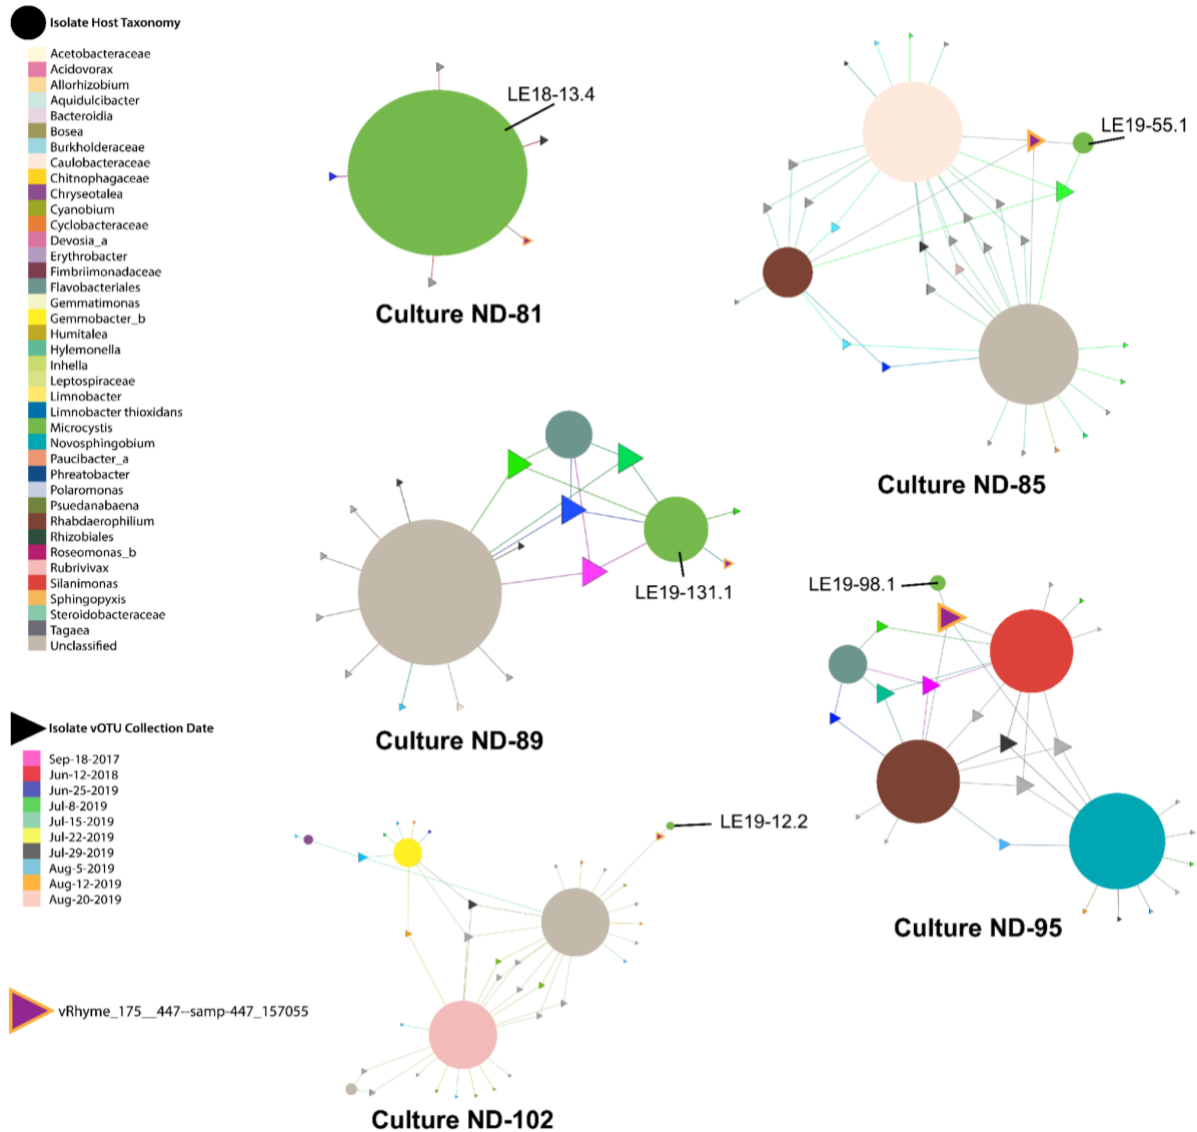 Isolate Host Taxonomy
Acetobacteraceae
Acidovorax
Allorhizobium
Aquidulcibacter
Bacteroidia
Bosea
Burkholderaceae
Caulobacteraceae
Chitnophagaceae
Chryseotalea
Cyanobium
Cyclobacteraceae
Devosia_a
Erythrobacter
Fimbriimonadaceae
Flavobacteriales
Gemmatimonas
Gemmobacter_b
Humitalea
Hylemonella
Inhella
Leptospiraceae
Limnobacter
Limnobacter thioxidans
Microcystis
Novosphingobium
Paucibacter_a
Phreatobacter
Polaromonas
Psuedanabaena
Rhabdaerophilium
Rhizobiales
Roseomonas_b
Rubrivivax
Silanimonas
Sphingopyxis
Steroidobacteraceae
Tagaea
Unclassified
Isolate vOTU Collection Date
Sep-18-2017
Jun-12-2018
Jun-25-2019
Jul-8-2019
Jul-15-2019
Jul-22-2019
Jul-29-2019
Aug-5-2019
Aug-12-2019
Aug-20-2019
vRhyme_175__447--samp-447_157055
LE18-13.4
Culture ND-81
LE19-55.1
Culture ND-85
LE19-131.1
Culture ND-89
LE19-98.1
Culture ND-95
LE19-12.2
Culture ND-102